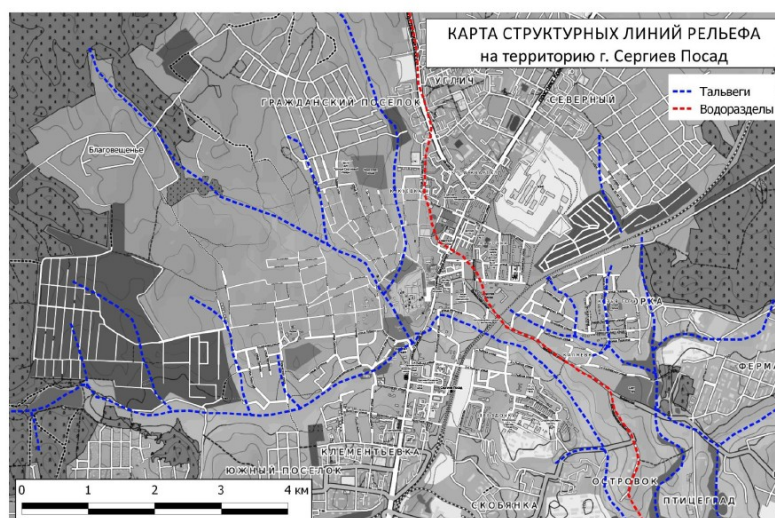 КАРТА СТРУКТУРНЫХ ЛИНИЙ РЕЛЬЕФА
на территорию г. Сергиев Посад
Тальвеги
Водоразделы
УГЛИЧ
ГРАЖДАНСКИЙ ПОСЕЛОК
СЕВЕРНЫЙ
Благовещенье
ФЕРМА
КЛЕМЕНТЬЕВКА
ЮЖНЫЙ ПОСЕЛОК
ОСТРОВОК
ПТИЦЕГРАД
СКОБЯНКА
0 1 2 3 4 км